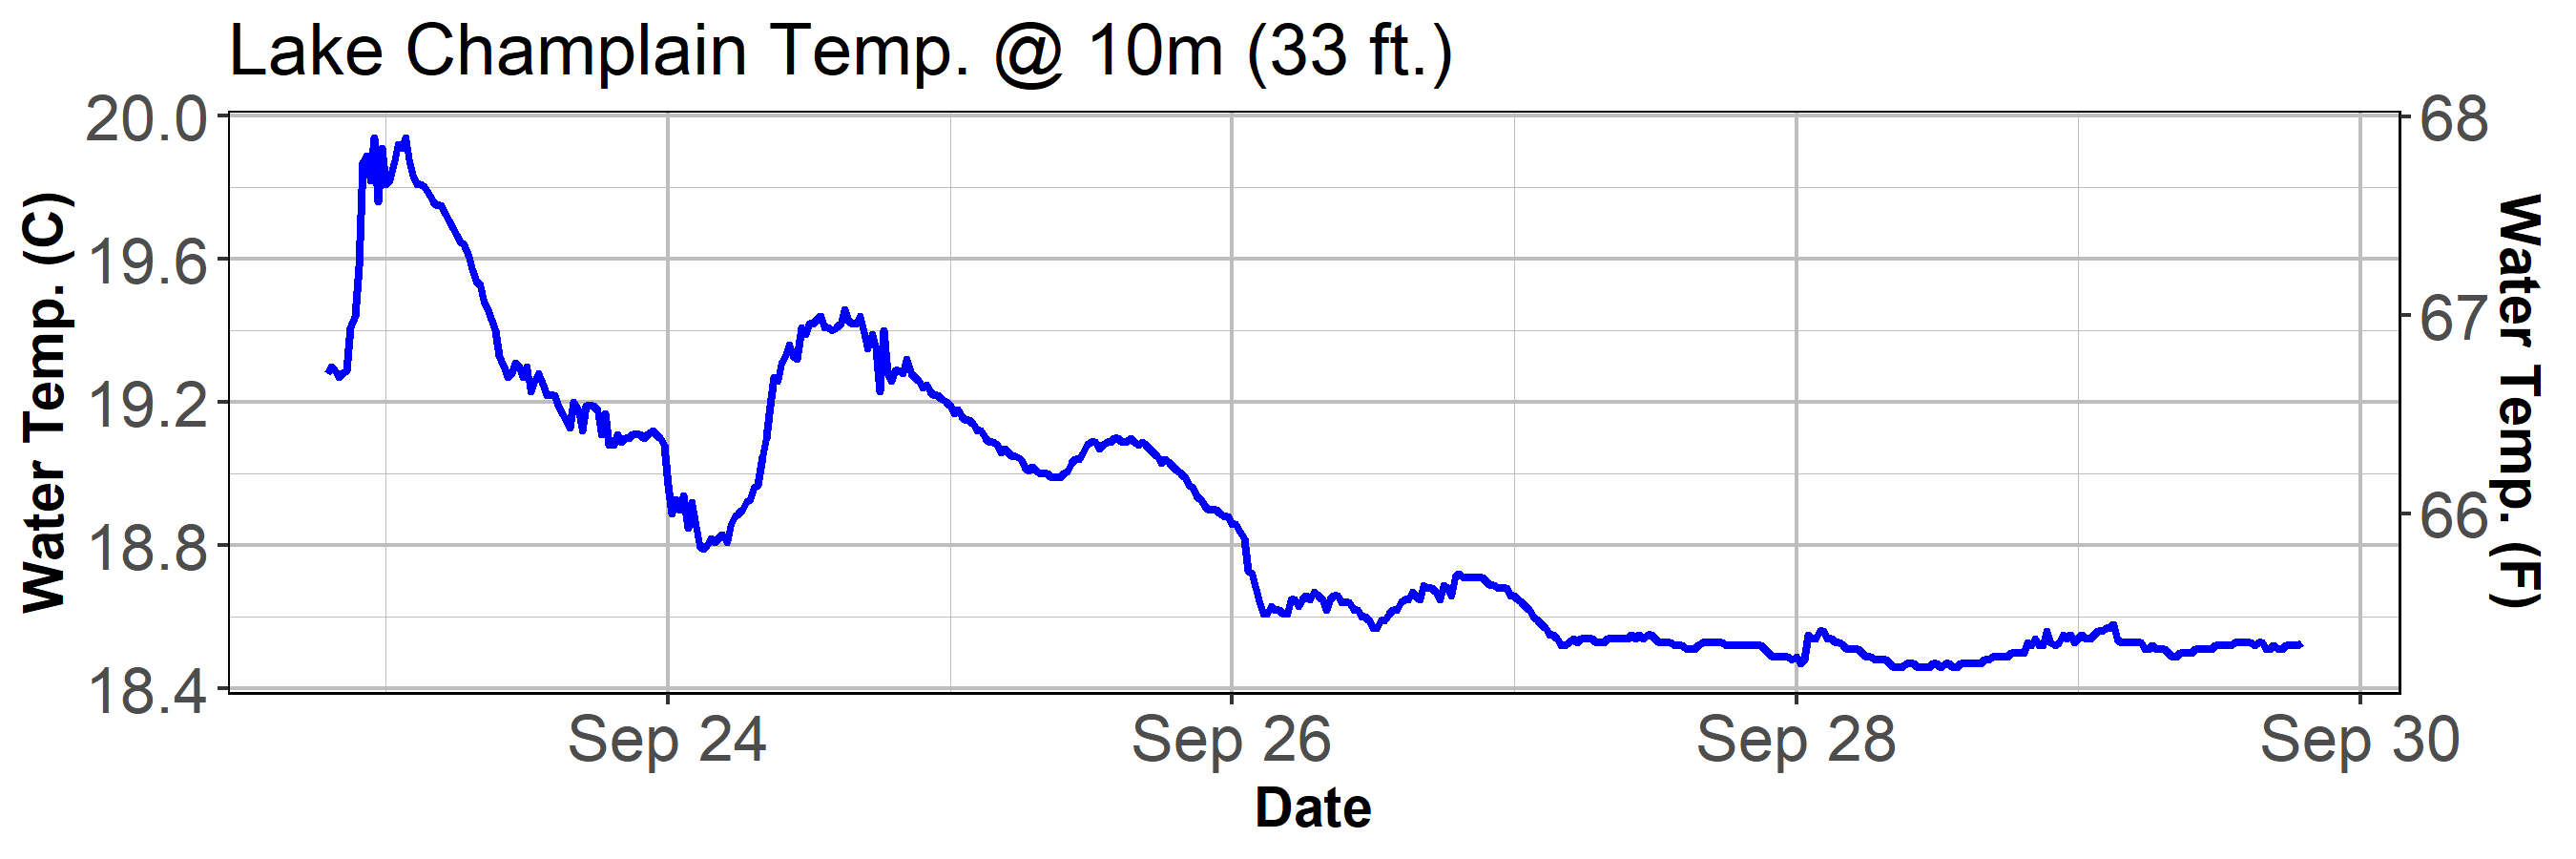 Lake Champlain Temp. @ 10m (33 ft.)
Water Temp. (C)
20.0
19.6
19.2
18.8
18.4
68
67
66
Water Temp. (F)
Sep 24 Sep 26 Sep 28 Sep 30
Date